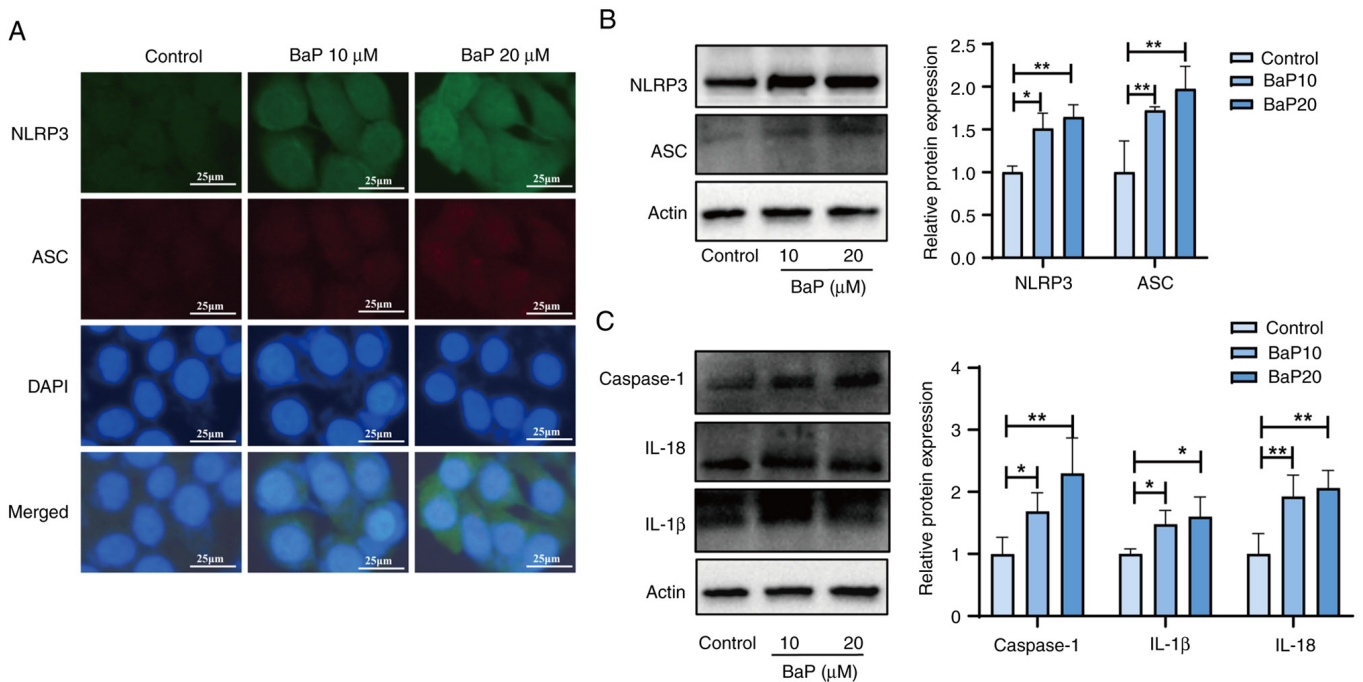 A
Control
BaP 10 μM
BaP 20 μM
NLRP3
25μm
25μm
25μm
ASC
25μm
25μm
25μm
DAPI
25μm
25μm
25μm
Merged
25μm
25μm
25μm
B
NLRP3
ASC
Actin
Control
10
20
BaP (μM)
Relative protein expression
2.5
2.0
1.5
1.0
0.5
0.0
*
**
**
**
NLRP3
ASC
Control
BaP10
BaP20
C
Caspase-1
IL-18
IL-1β
Actin
Control
10
20
BaP (μM)
Relative protein expression
4
3
2
1
0
*
**
*
*
**
**
Caspase-1
IL-1β
IL-18
Control
BaP10
BaP20